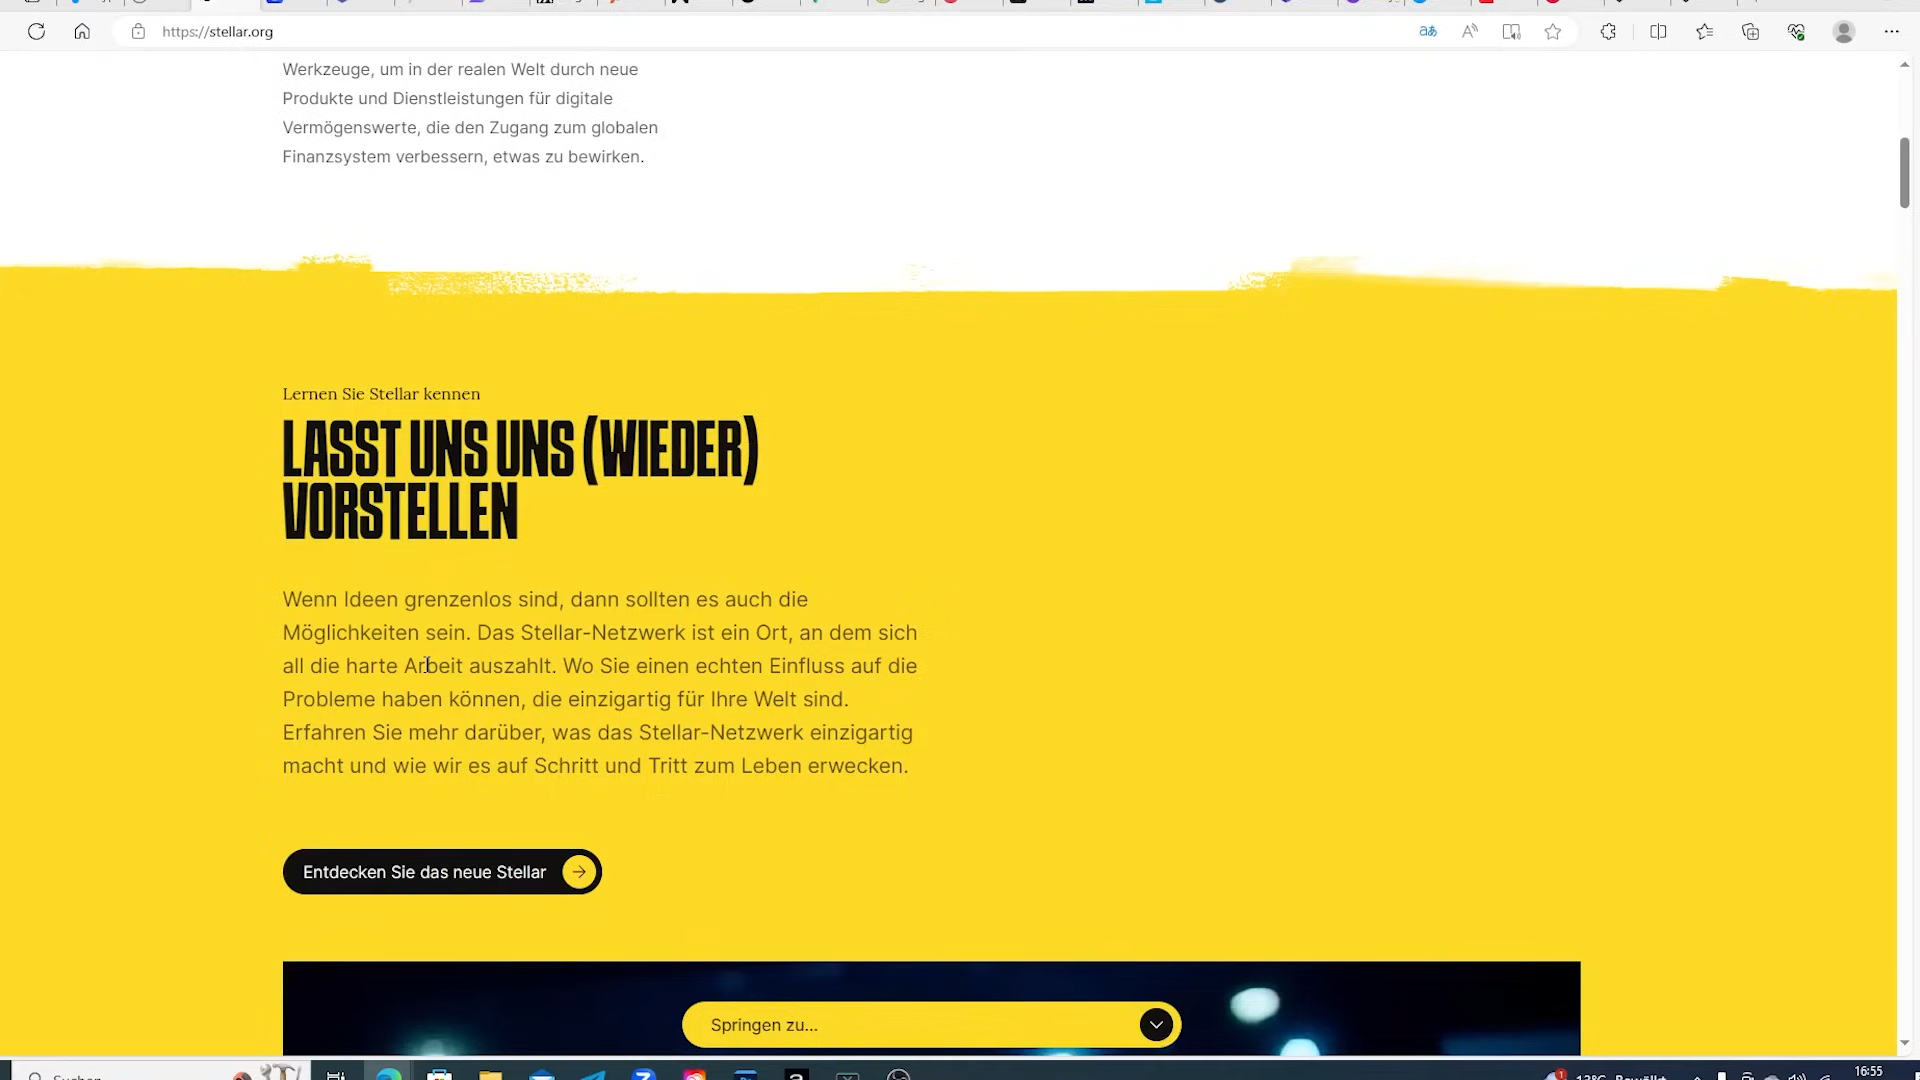 https://stellar.org
Werkzeuge, um in der realen Welt durch neue
Produkte und Dienstleistungen für digitale
Vermögenswerte, die den Zugang zum globalen
Finanzsystem verbessern, etwas zu bewirken.
Lernen Sie Stellar kennen
LASST UNS UNS (WIEDER)
VORSTELLEN
Wenn Ideen grenzenlos sind, dann sollten es auch die
Möglichkeiten sein. Das Stellar-Netzwerk ist ein Ort, an dem sich
all die harte Arbeit auszahlt. Wo Sie einen echten Einfluss auf die
Probleme haben können, die einzigartig für Ihre Welt sind.
Erfahren Sie mehr darüber, was das Stellar-Netzwerk einzigartig
macht und wie wir es auf Schritt und Tritt zum Leben erwecken.
Entdecken Sie das neue Stellar
Springen zu...
Suchen
13°C Bewölkt
16:55